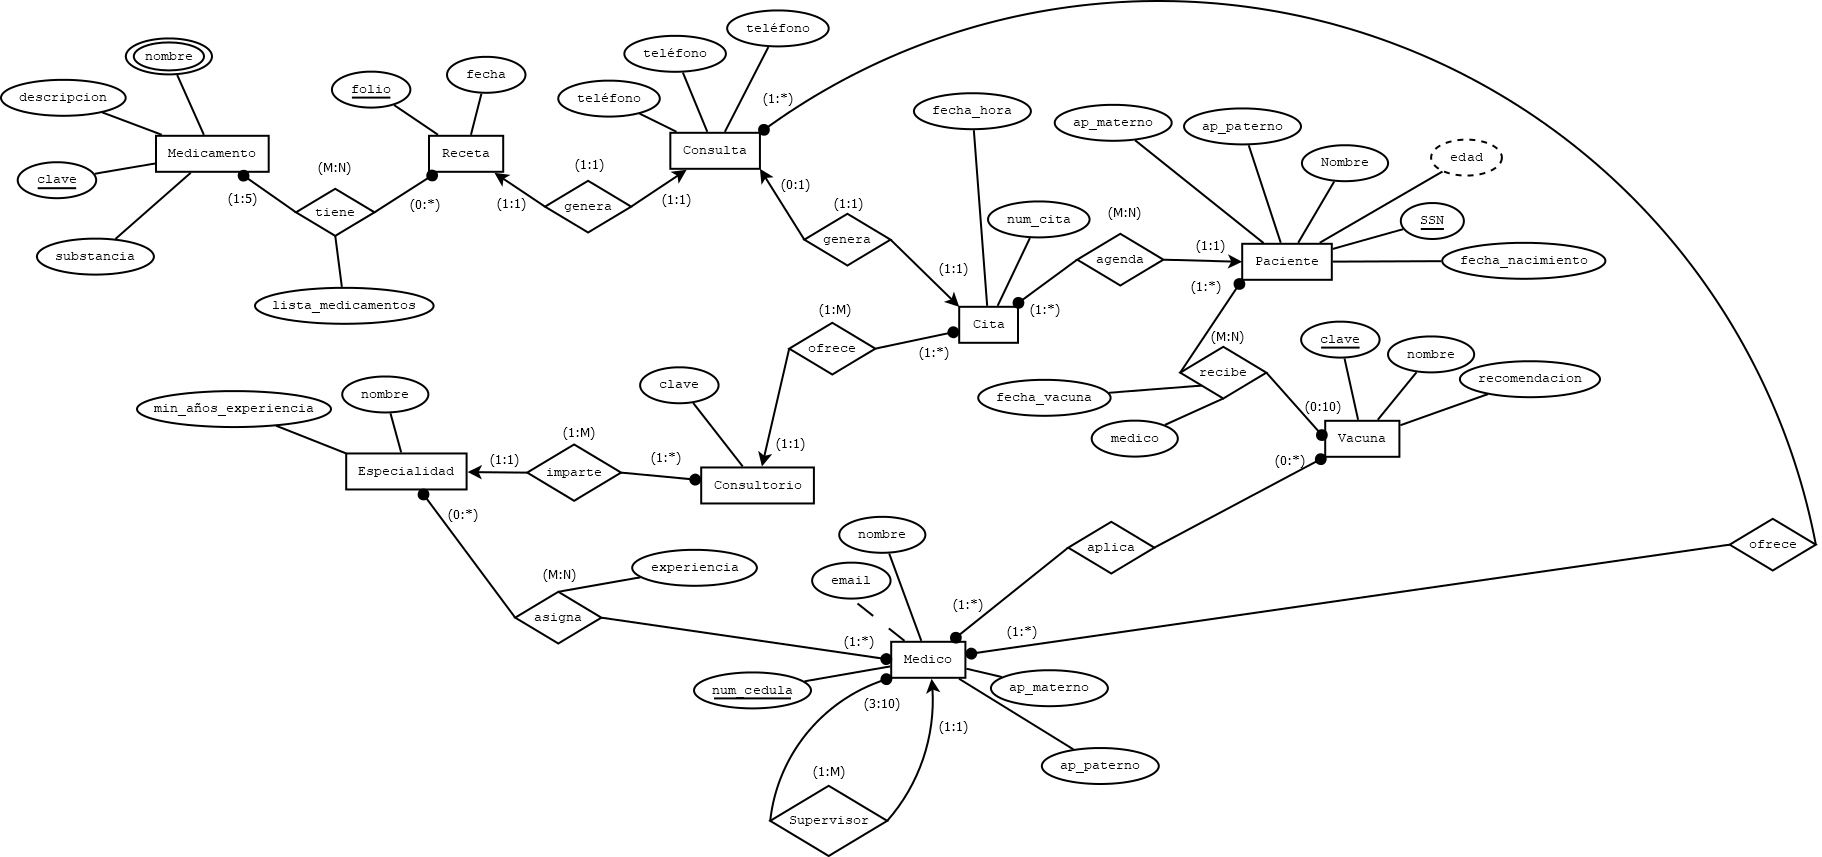 teléfono
teléfono
nombre
fecha
folio
descripcion
teléfono
(1:*)
fecha_hora
ap_materno
ap_paterno
Medicamento
Receta
Consulta
Nombre
edad
(M:N)
(1:1)
clave
(1:5)
(0:*)
(1:1)
(1:1)
(0:1)
(1:1)
tiene
genera
num_cita
(M:N)
SSN
substancia
genera
(1:1)
agenda
(1:1)
Paciente
fecha_nacimiento
lista_medicamentos
(1:*)
(1:M)
Cita
(1:*)
ofrece
(1:*)
(M:N)
clave
nombre
min_años_experiencia
nombre
clave
recibe
recomendacion
fecha_vacuna
(0:10)
(1:M)
medico
Vacuna
Especialidad
(1:1)
imparte
(1:*)
(1:1)
Consultorio
(0:*)
(0:*)
nombre
aplica
ofrece
experiencia
(M:N)
email
asigna
(1:*)
(1:*)
(1:*)
Medico
num_cedula
ap_materno
(3:10)
(1:1)
ap_paterno
(1:M)
Supervisor